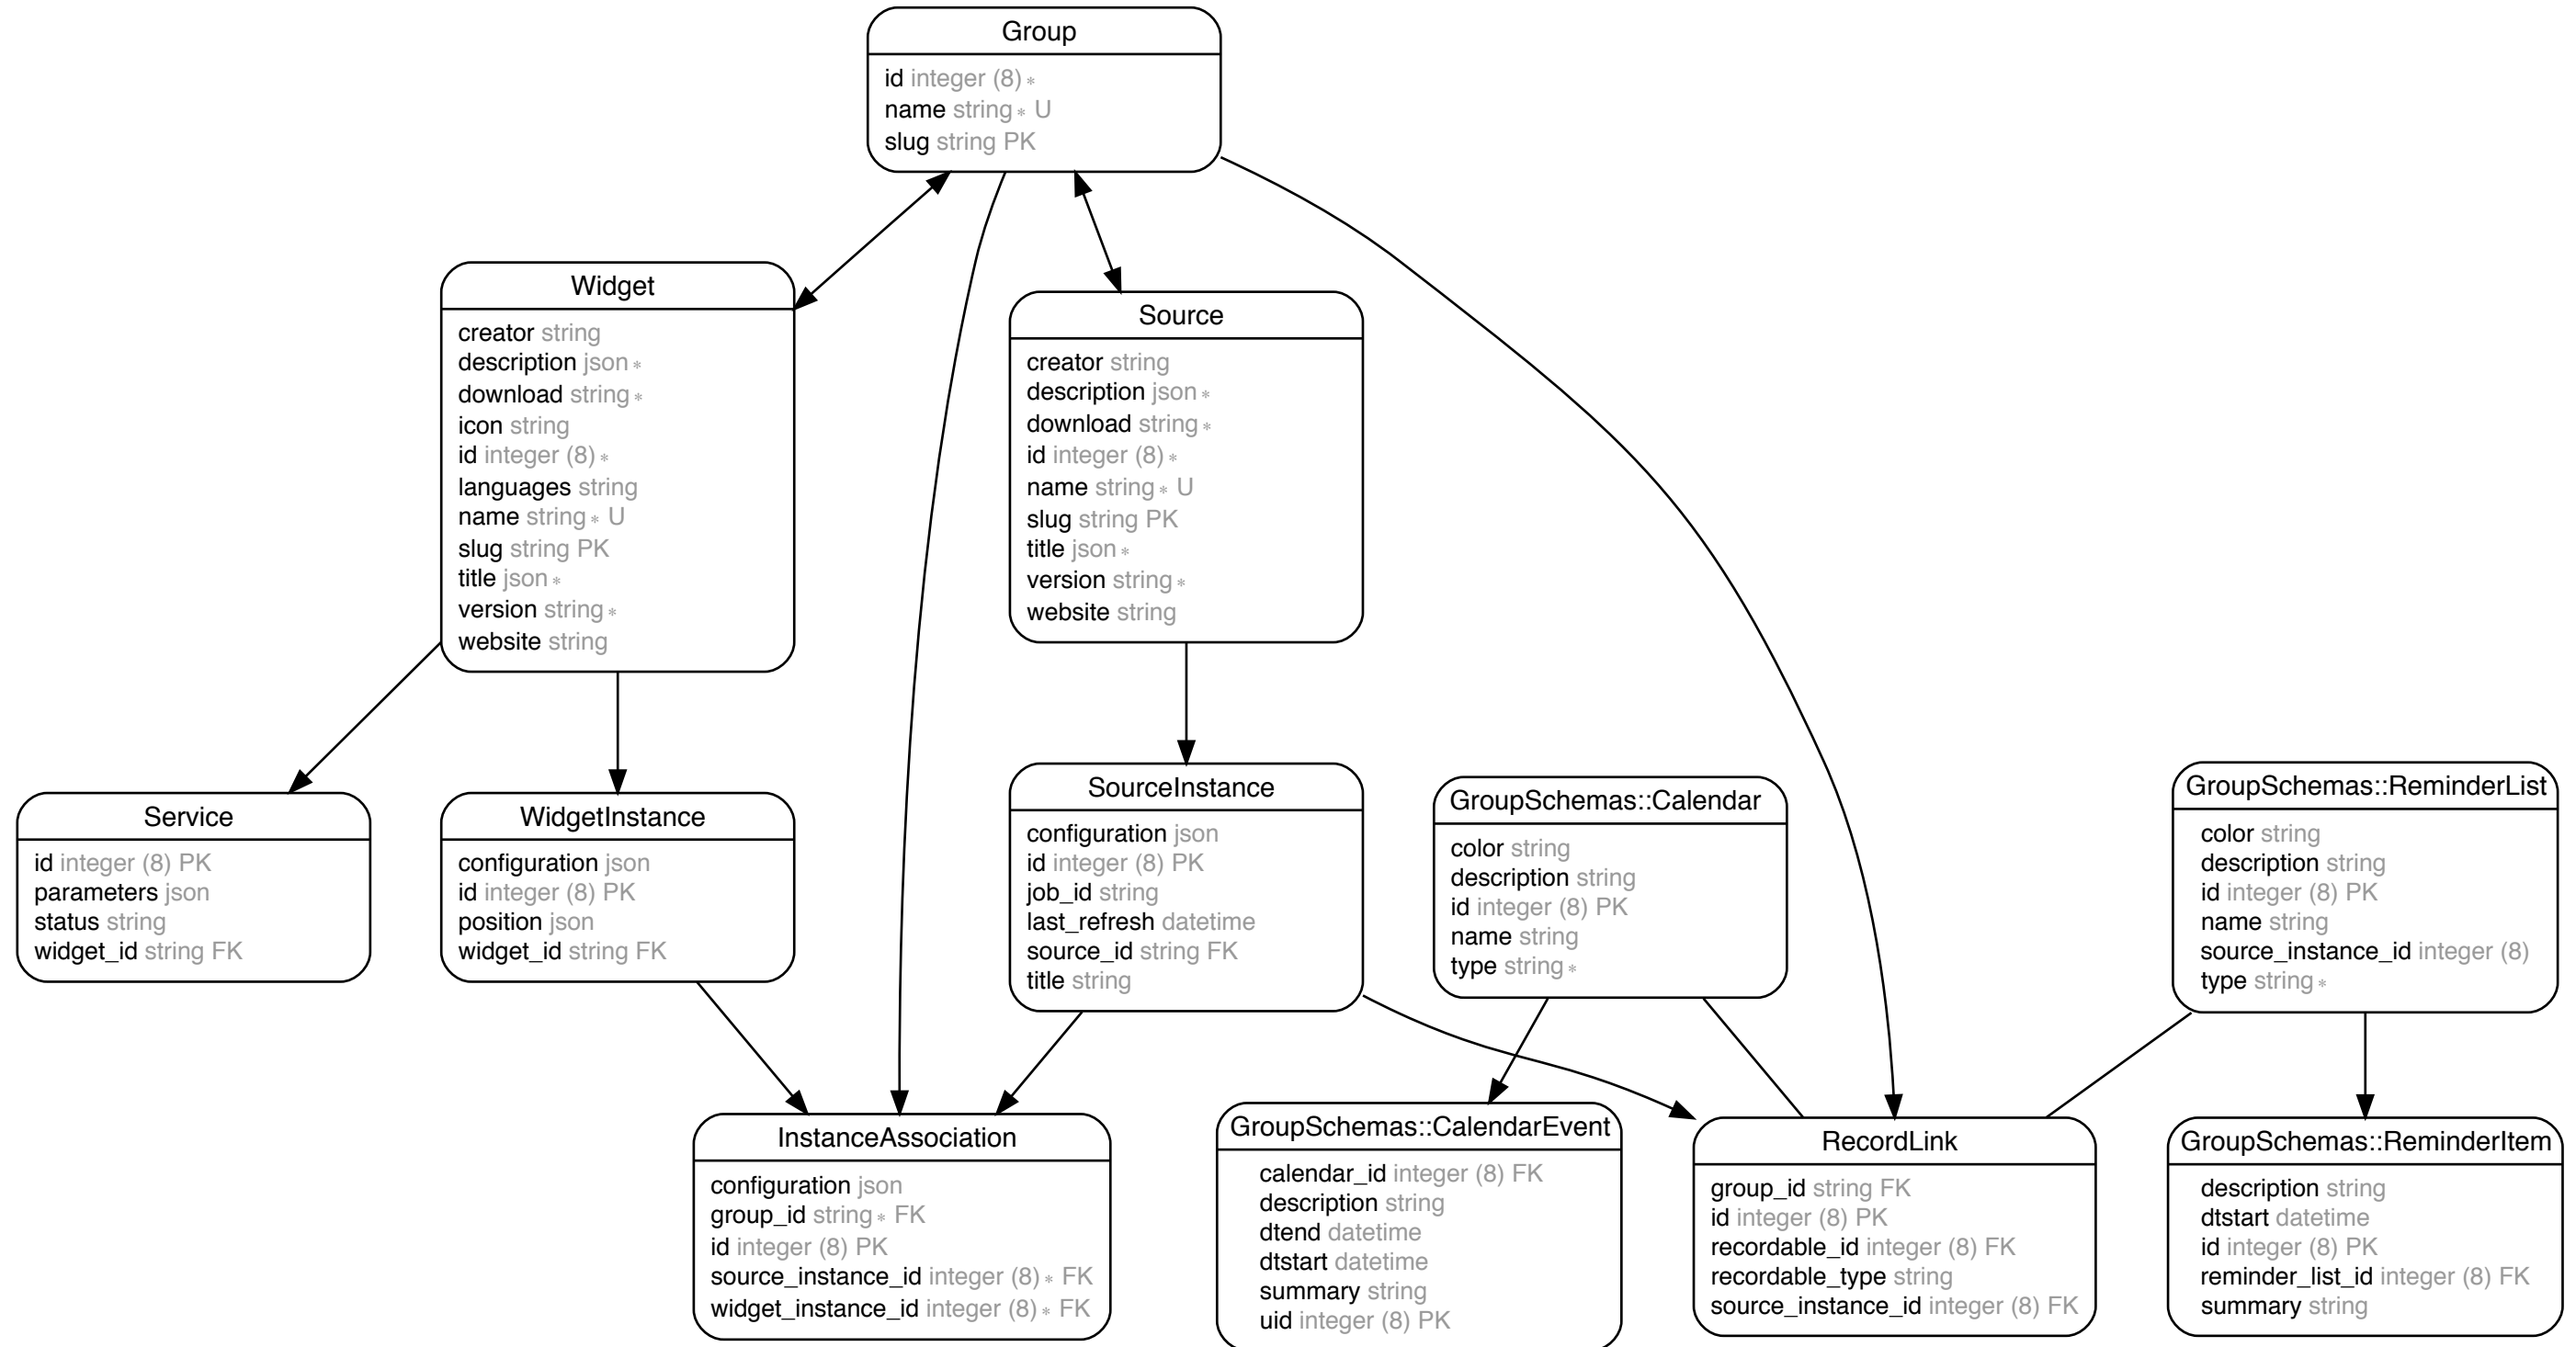 Group
id integer (8) ∗
name string ∗ U
slug string PK
Widget
creator string
description json ∗
download string ∗
icon string
id integer (8) ∗
languages string
name string ∗ U
slug string PK
title json ∗
version string ∗
website string
Source
creator string
description json ∗
download string ∗
id integer (8) ∗
name string ∗ U
slug string PK
title json ∗
version string ∗
website string
Service
id integer (8) PK
parameters json
status string
widget_id string FK
WidgetInstance
configuration json
id integer (8) PK
position json
widget_id string FK
SourceInstance
configuration json
id integer (8) PK
job_id string
last_refresh datetime
source_id string FK
title string
GroupSchemas::Calendar
color string
description string
id integer (8) PK
name string
type string ∗
GroupSchemas::ReminderList
color string
description string
id integer (8) PK
name string
source_instance_id integer (8)
type string ∗
InstanceAssociation
configuration json
group_id string ∗ FK
id integer (8) PK
source_instance_id integer (8) ∗ FK
widget_instance_id integer (8) ∗ FK
GroupSchemas::CalendarEvent
calendar_id integer (8) FK
description string
dtend datetime
dtstart datetime
summary string
uid integer (8) PK
RecordLink
group_id string FK
id integer (8) PK
recordable_id integer (8) FK
recordable_type string
source_instance_id integer (8) FK
GroupSchemas::ReminderItem
description string
dtstart datetime
id integer (8) PK
reminder_list_id integer (8) FK
summary string